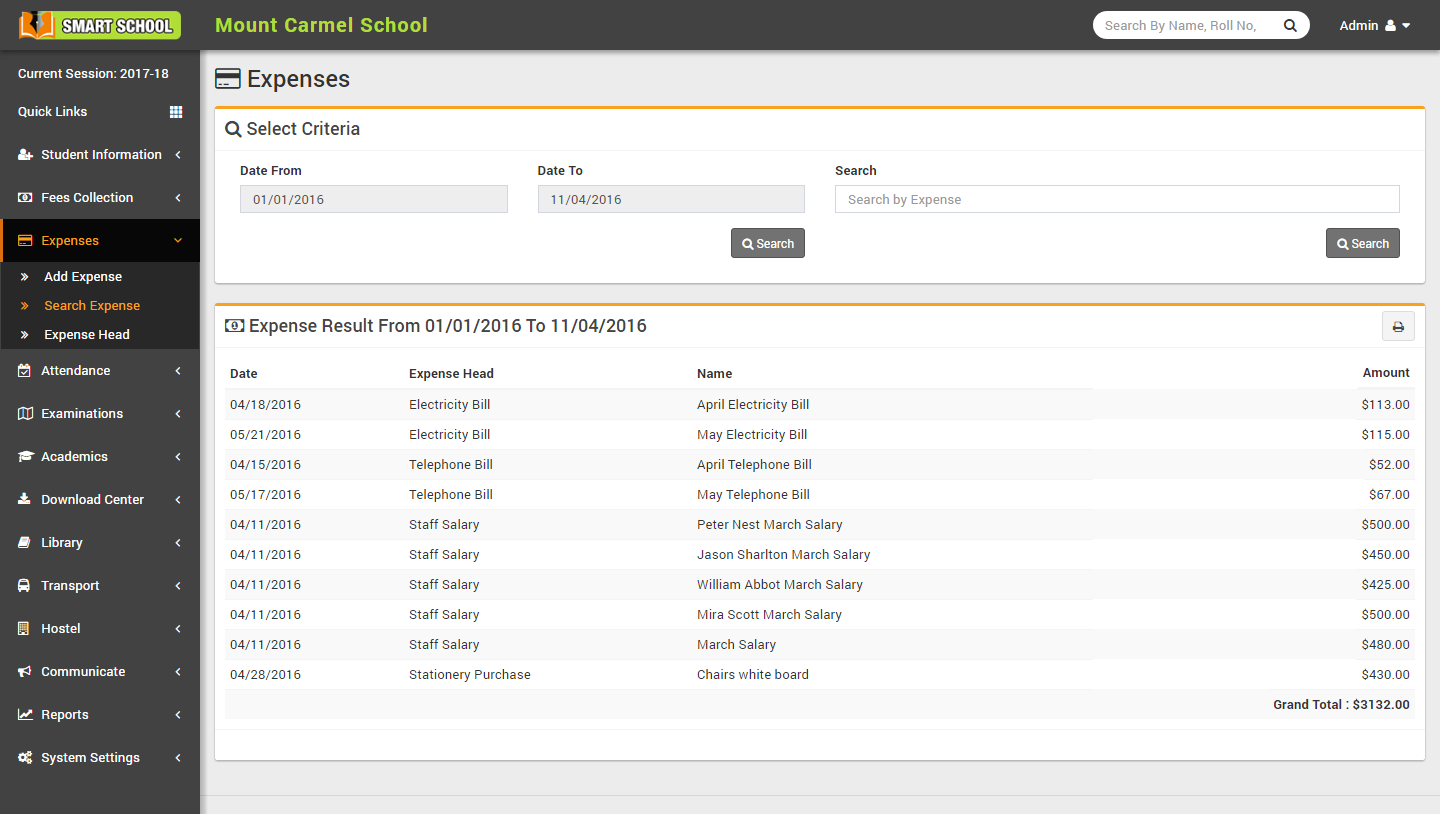 SMART SCHOOL
Mount Carmel School
Search By Name, Roll No,
Admin
Current Session: 2017-18
Quick Links
Student Information
Fees Collection
Expenses
Add Expense
Search Expense
Expense Head
Attendance
Examinations
Academics
Download Center
Library
Transport
Hostel
Communicate
Reports
System Settings
Expenses
Select Criteria
Date From Date To Search
01/01/2016 11/04/2016 Search by Expense
Search Search
Expense Result From 01/01/2016 To 11/04/2016
Date Expense Head Name Amount
04/18/2016 Electricity Bill April Electricity Bill $113.00
05/21/2016 Electricity Bill May Electricity Bill $115.00
04/15/2016 Telephone Bill April Telephone Bill $52.00
05/17/2016 Telephone Bill May Telephone Bill $67.00
04/11/2016 Staff Salary Peter Nest March Salary $500.00
04/11/2016 Staff Salary Jason Sharlton March Salary $450.00
04/11/2016 Staff Salary William Abbot March Salary $425.00
04/11/2016 Staff Salary Mira Scott March Salary $500.00
04/11/2016 Staff Salary March Salary $480.00
04/28/2016 Stationery Purchase Chairs white board $430.00
Grand Total : $3132.00